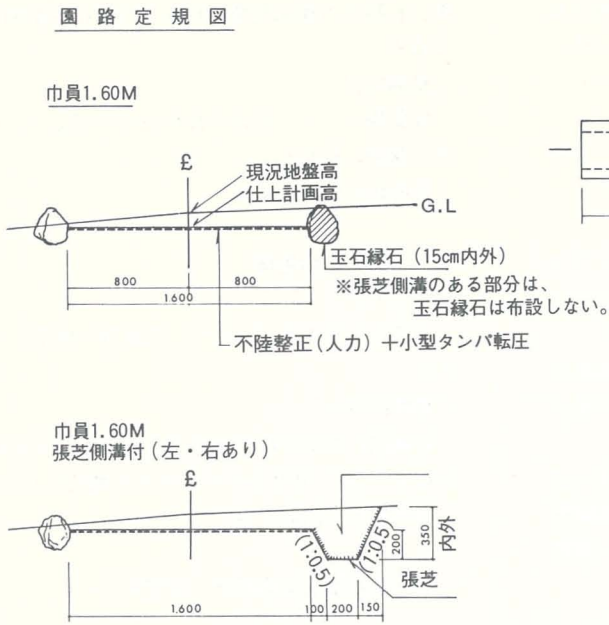 園路定規図
巾員1.60M
£
現況地盤高
仕上計画高
G.L
玉石縁石(15cm内外)
※張芝側溝のある部分は、
玉石縁石は布設しない。
800 800
1600
不陸整正(人力)+小型タンパ転圧
巾員1.60M
張芝側溝付(左・右あり)
£
(1:0.5)
(1:0.5)
200
350
内外
張芝
1,600 100 200 150